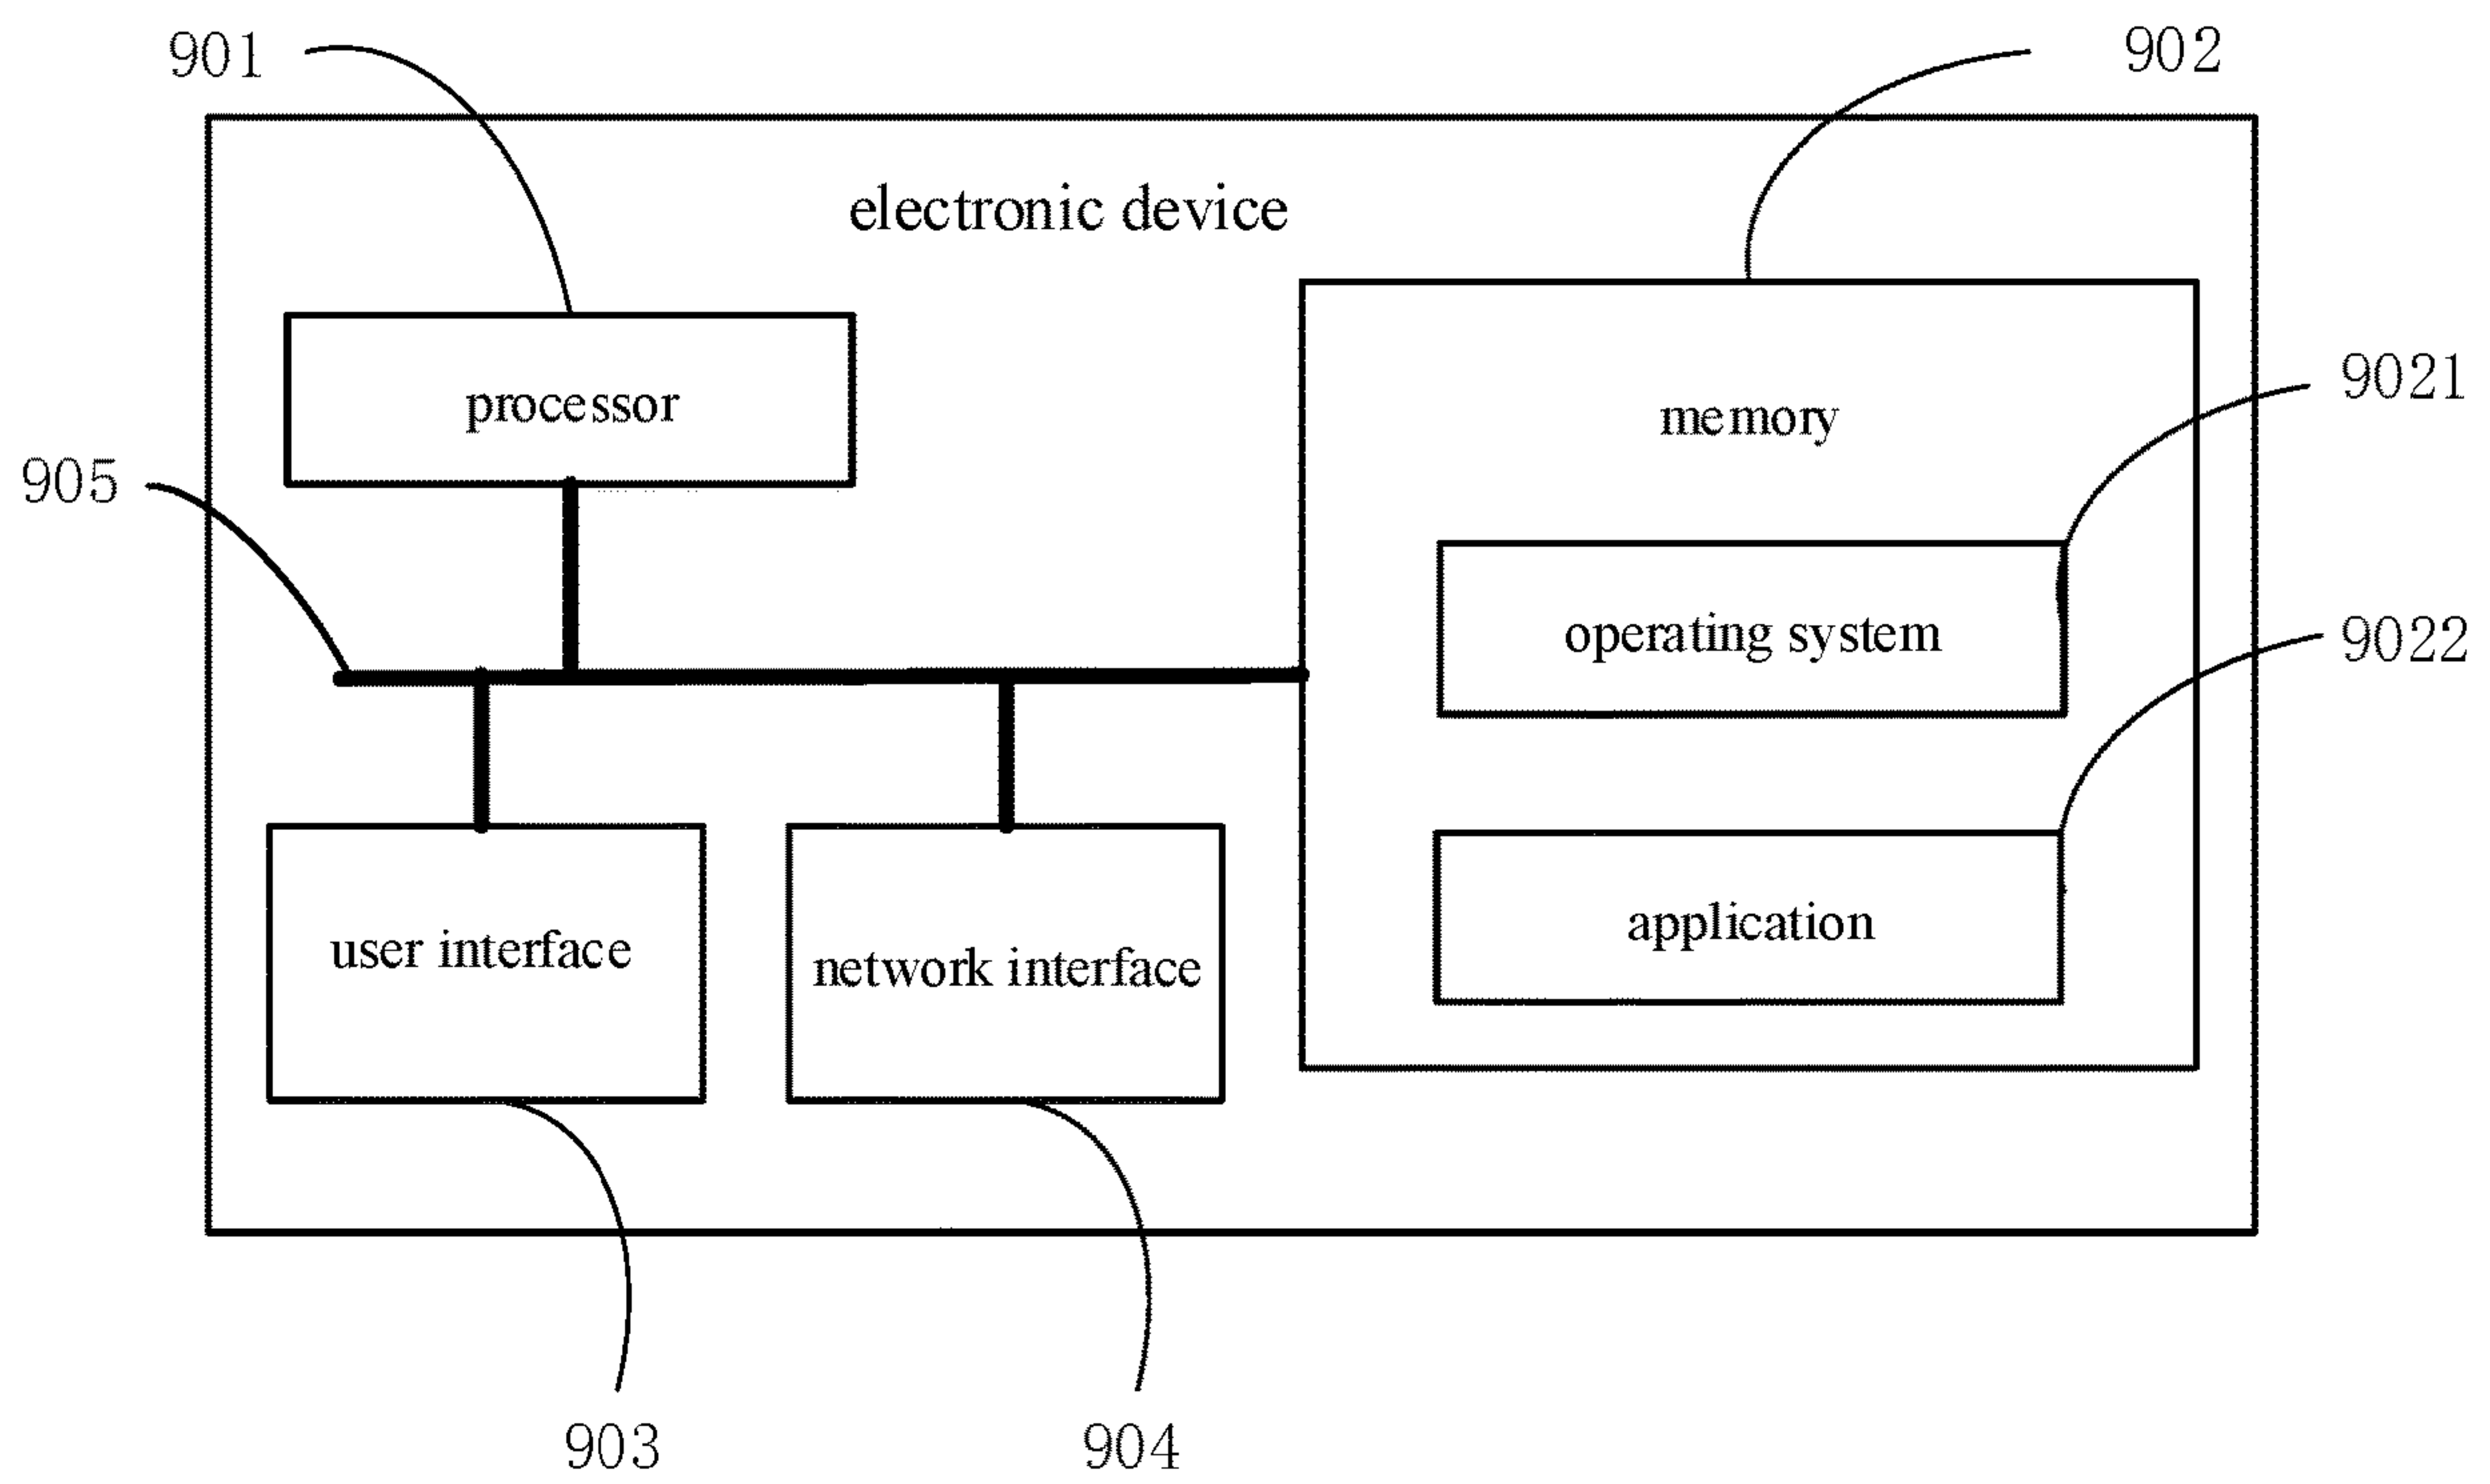 901
902
electronic device
processor
memory
9021
905
operating system
9022
user interface
network interface
application
903
904